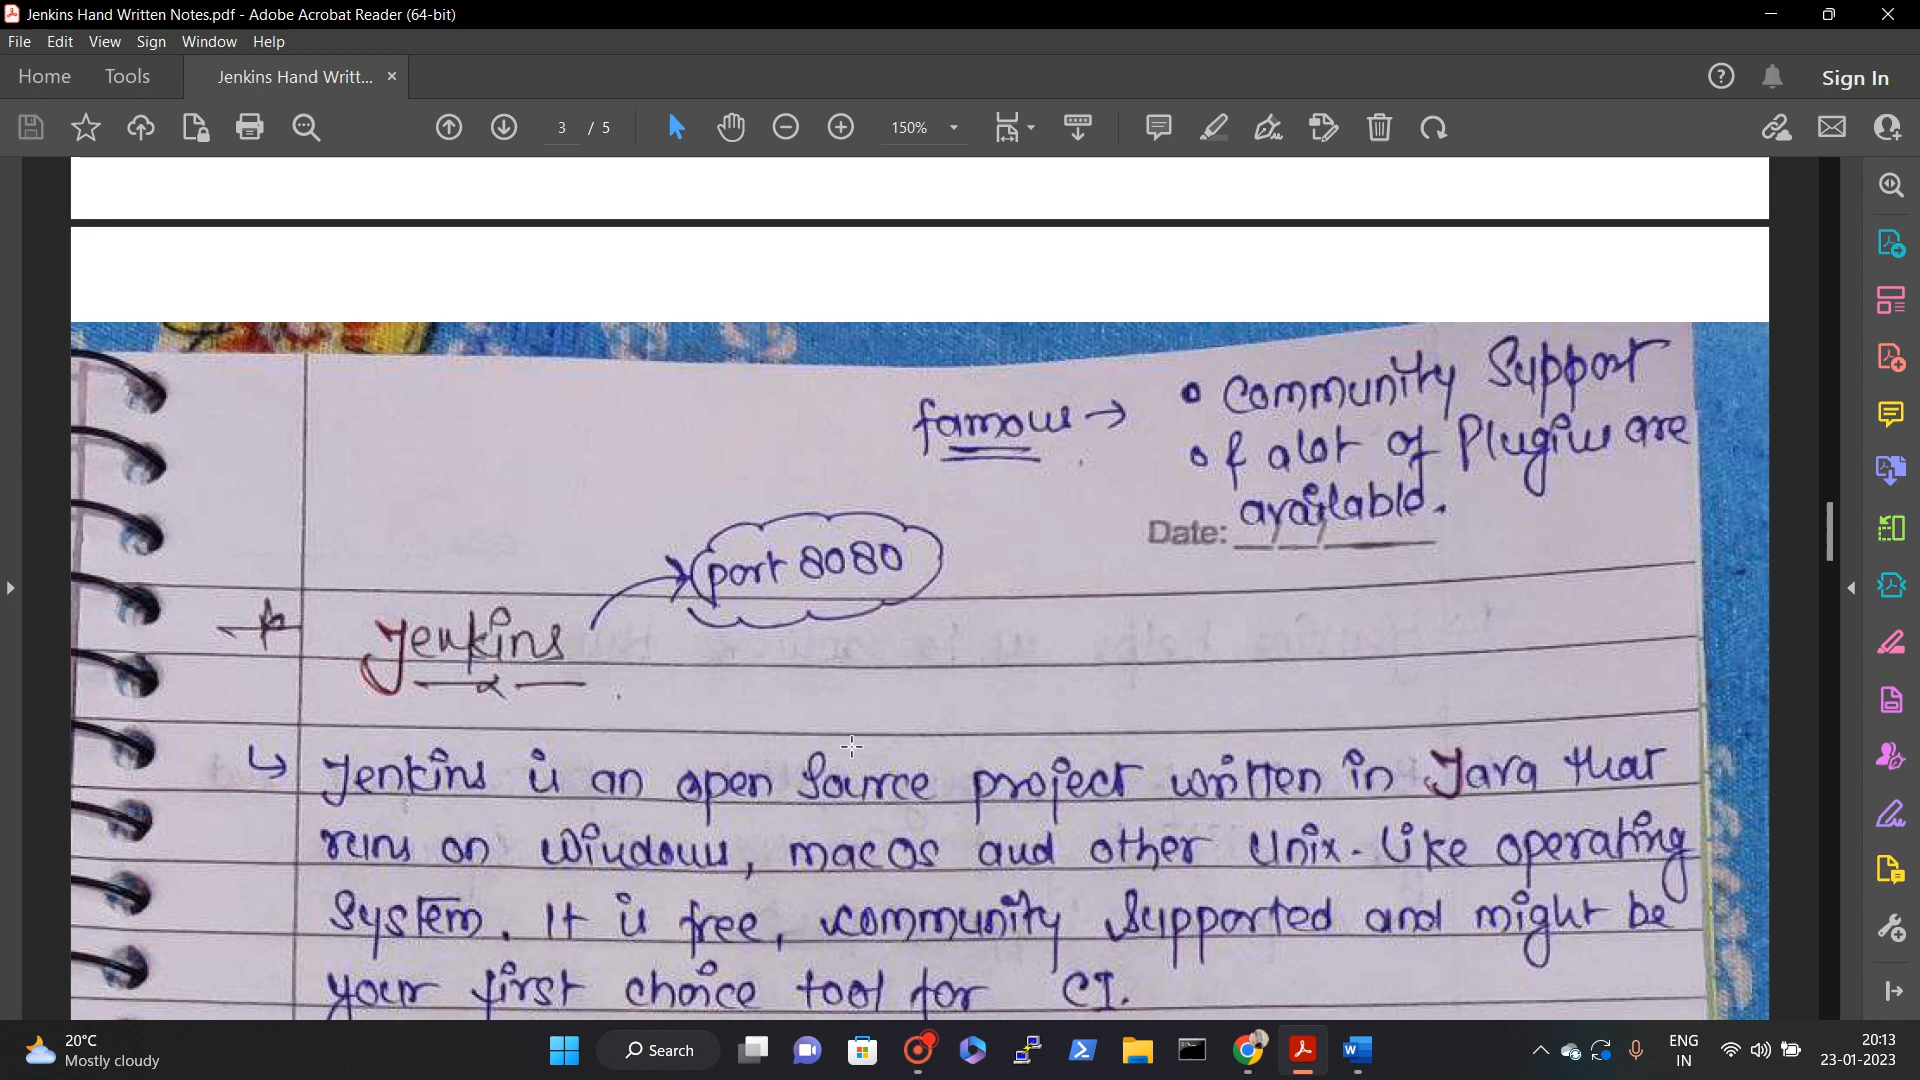 Jenkins Hand Written Notes.pdf - Adobe Acrobat Reader (64-bit)
File Edit View Sign Window Help
Home Tools Jenkins Hand Writt... × Sign In
3 / 5 150%
famous → • Community Support
• & a lot of Plugins are
available.
Date: __/__/____
port 8080
* Jenkins
↳ Jenkins is an open source project written in Java that
runs on Windows, macOS and other Unix-like operating
System. It is free, community supported and might be
your first choice tool for CI.
20°C
Mostly cloudy
Search
ENG
IN
20:13
23-01-2023